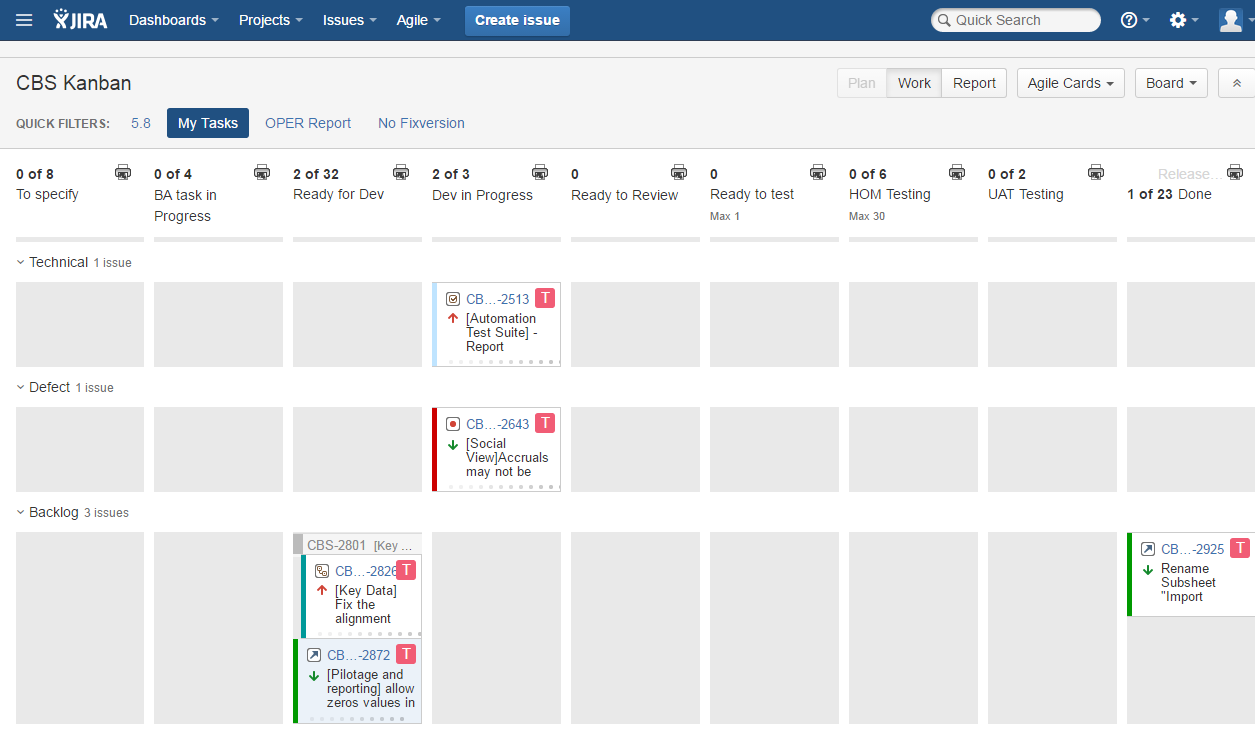 JIRA Dashboards Projects Issues Agile Create issue Quick Search
CBS Kanban Plan Work Report Agile Cards Board
QUICK FILTERS: 5.8 My Tasks OPER Report No Fixversion
0 of 8 0 of 4 2 of 32 2 of 3 0 0 0 of 6 0 of 2 Release...
To specify BA task in Ready for Dev Dev in Progress Ready to Review Ready to test HOM Testing UAT Testing 1 of 23 Done
Progress Max 1 Max 30
Technical 1 issue
CB...-2513 T
[Automation
Test Suite] -
Report
Defect 1 issue
CB...-2643 T
[Social
View]Accruals
may not be
Backlog 3 issues
CBS-2801 [Key ...
CB...-2826 T
[Key Data]
Fix the
alignment
CB...-2872 T
[Pilotage and
reporting] allow
zeros values in
CB...-2925 T
Rename
Subsheet
"Import